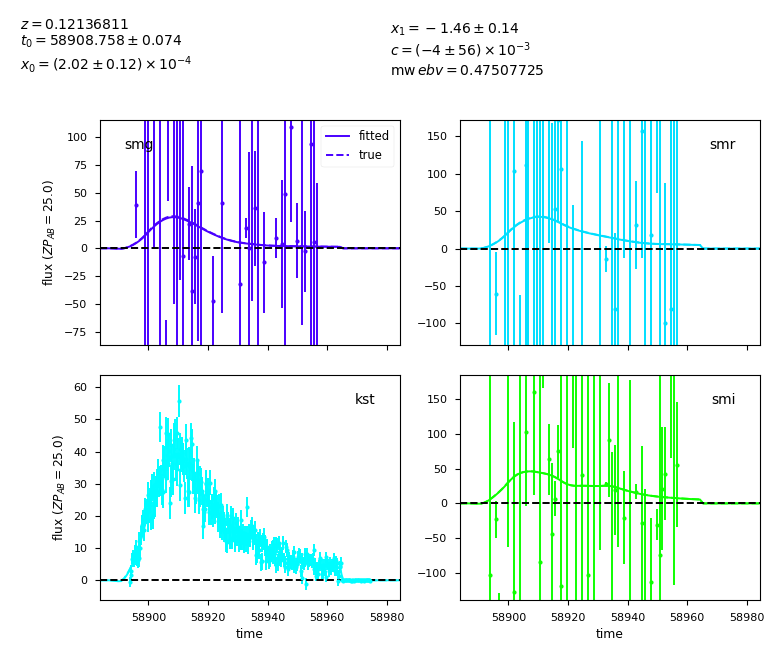 z = 0.12136811
t0 = 58908.758 ± 0.074
x0 = (2.02 ± 0.12) × 10^−4
x1 = −1.46 ± 0.14
c = (−4 ± 56) × 10^−3
mw ebv = 0.47507725
smg
fitted
true
flux (ZP_AB = 25.0)
100
75
50
25
0
−25
−50
−75
smr
150
100
50
0
−50
−100
kst
flux (ZP_AB = 25.0)
60
50
40
30
20
10
0
58900 58920 58940 58960 58980
time
smi
150
100
50
0
−50
−100
58900 58920 58940 58960 58980
time